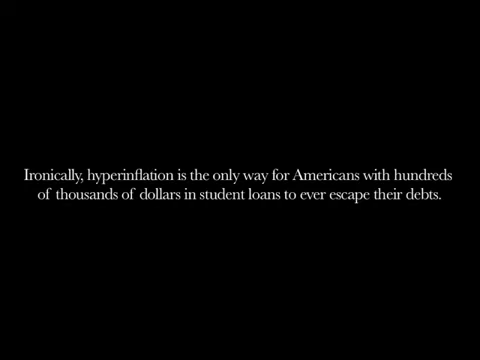 Ironically, hyperinflation is the only way for Americans with hundreds
of thousands of dollars in student loans to ever escape their debts.